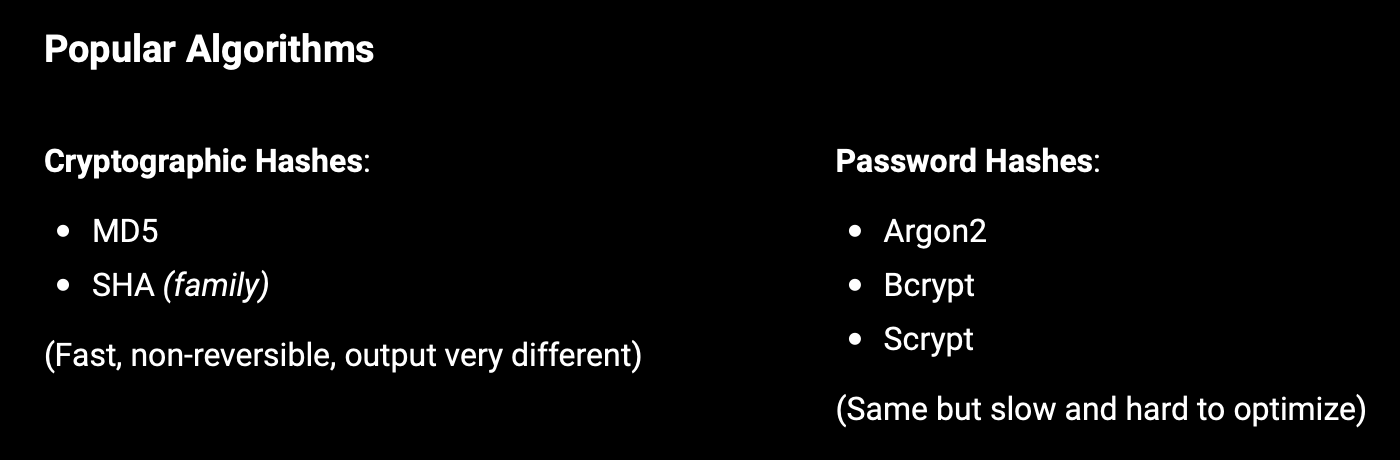 Popular Algorithms
Cryptographic Hashes:
• MD5
• SHA (family)
(Fast, non-reversible, output very different)
Password Hashes:
• Argon2
• Bcrypt
• Scrypt
(Same but slow and hard to optimize)